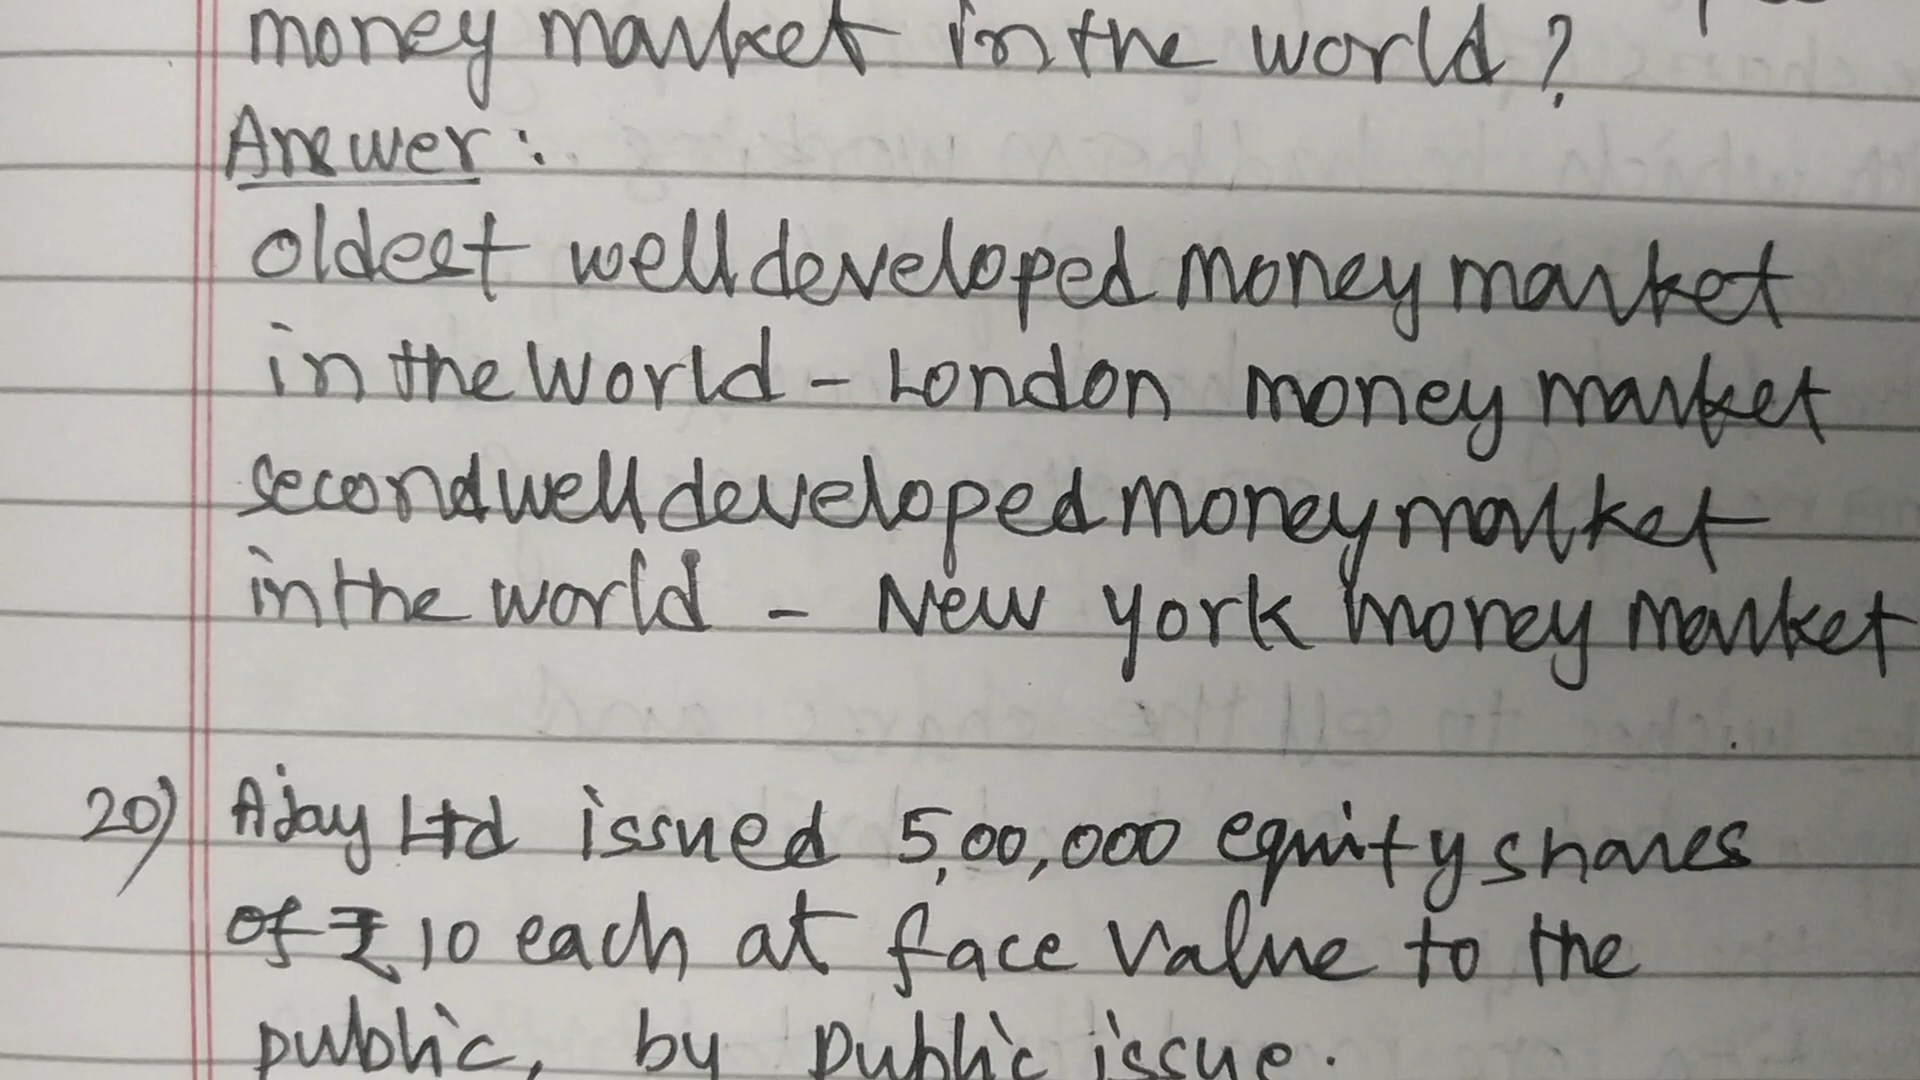 money market in the world?
Answer:
oldest well developed money market
in the world - London money market
second well developed money market
in the world - New york money market
20) Ajay Ltd issued 5,00,000 equity shares
of ₹10 each at face value to the
public, by public issue.